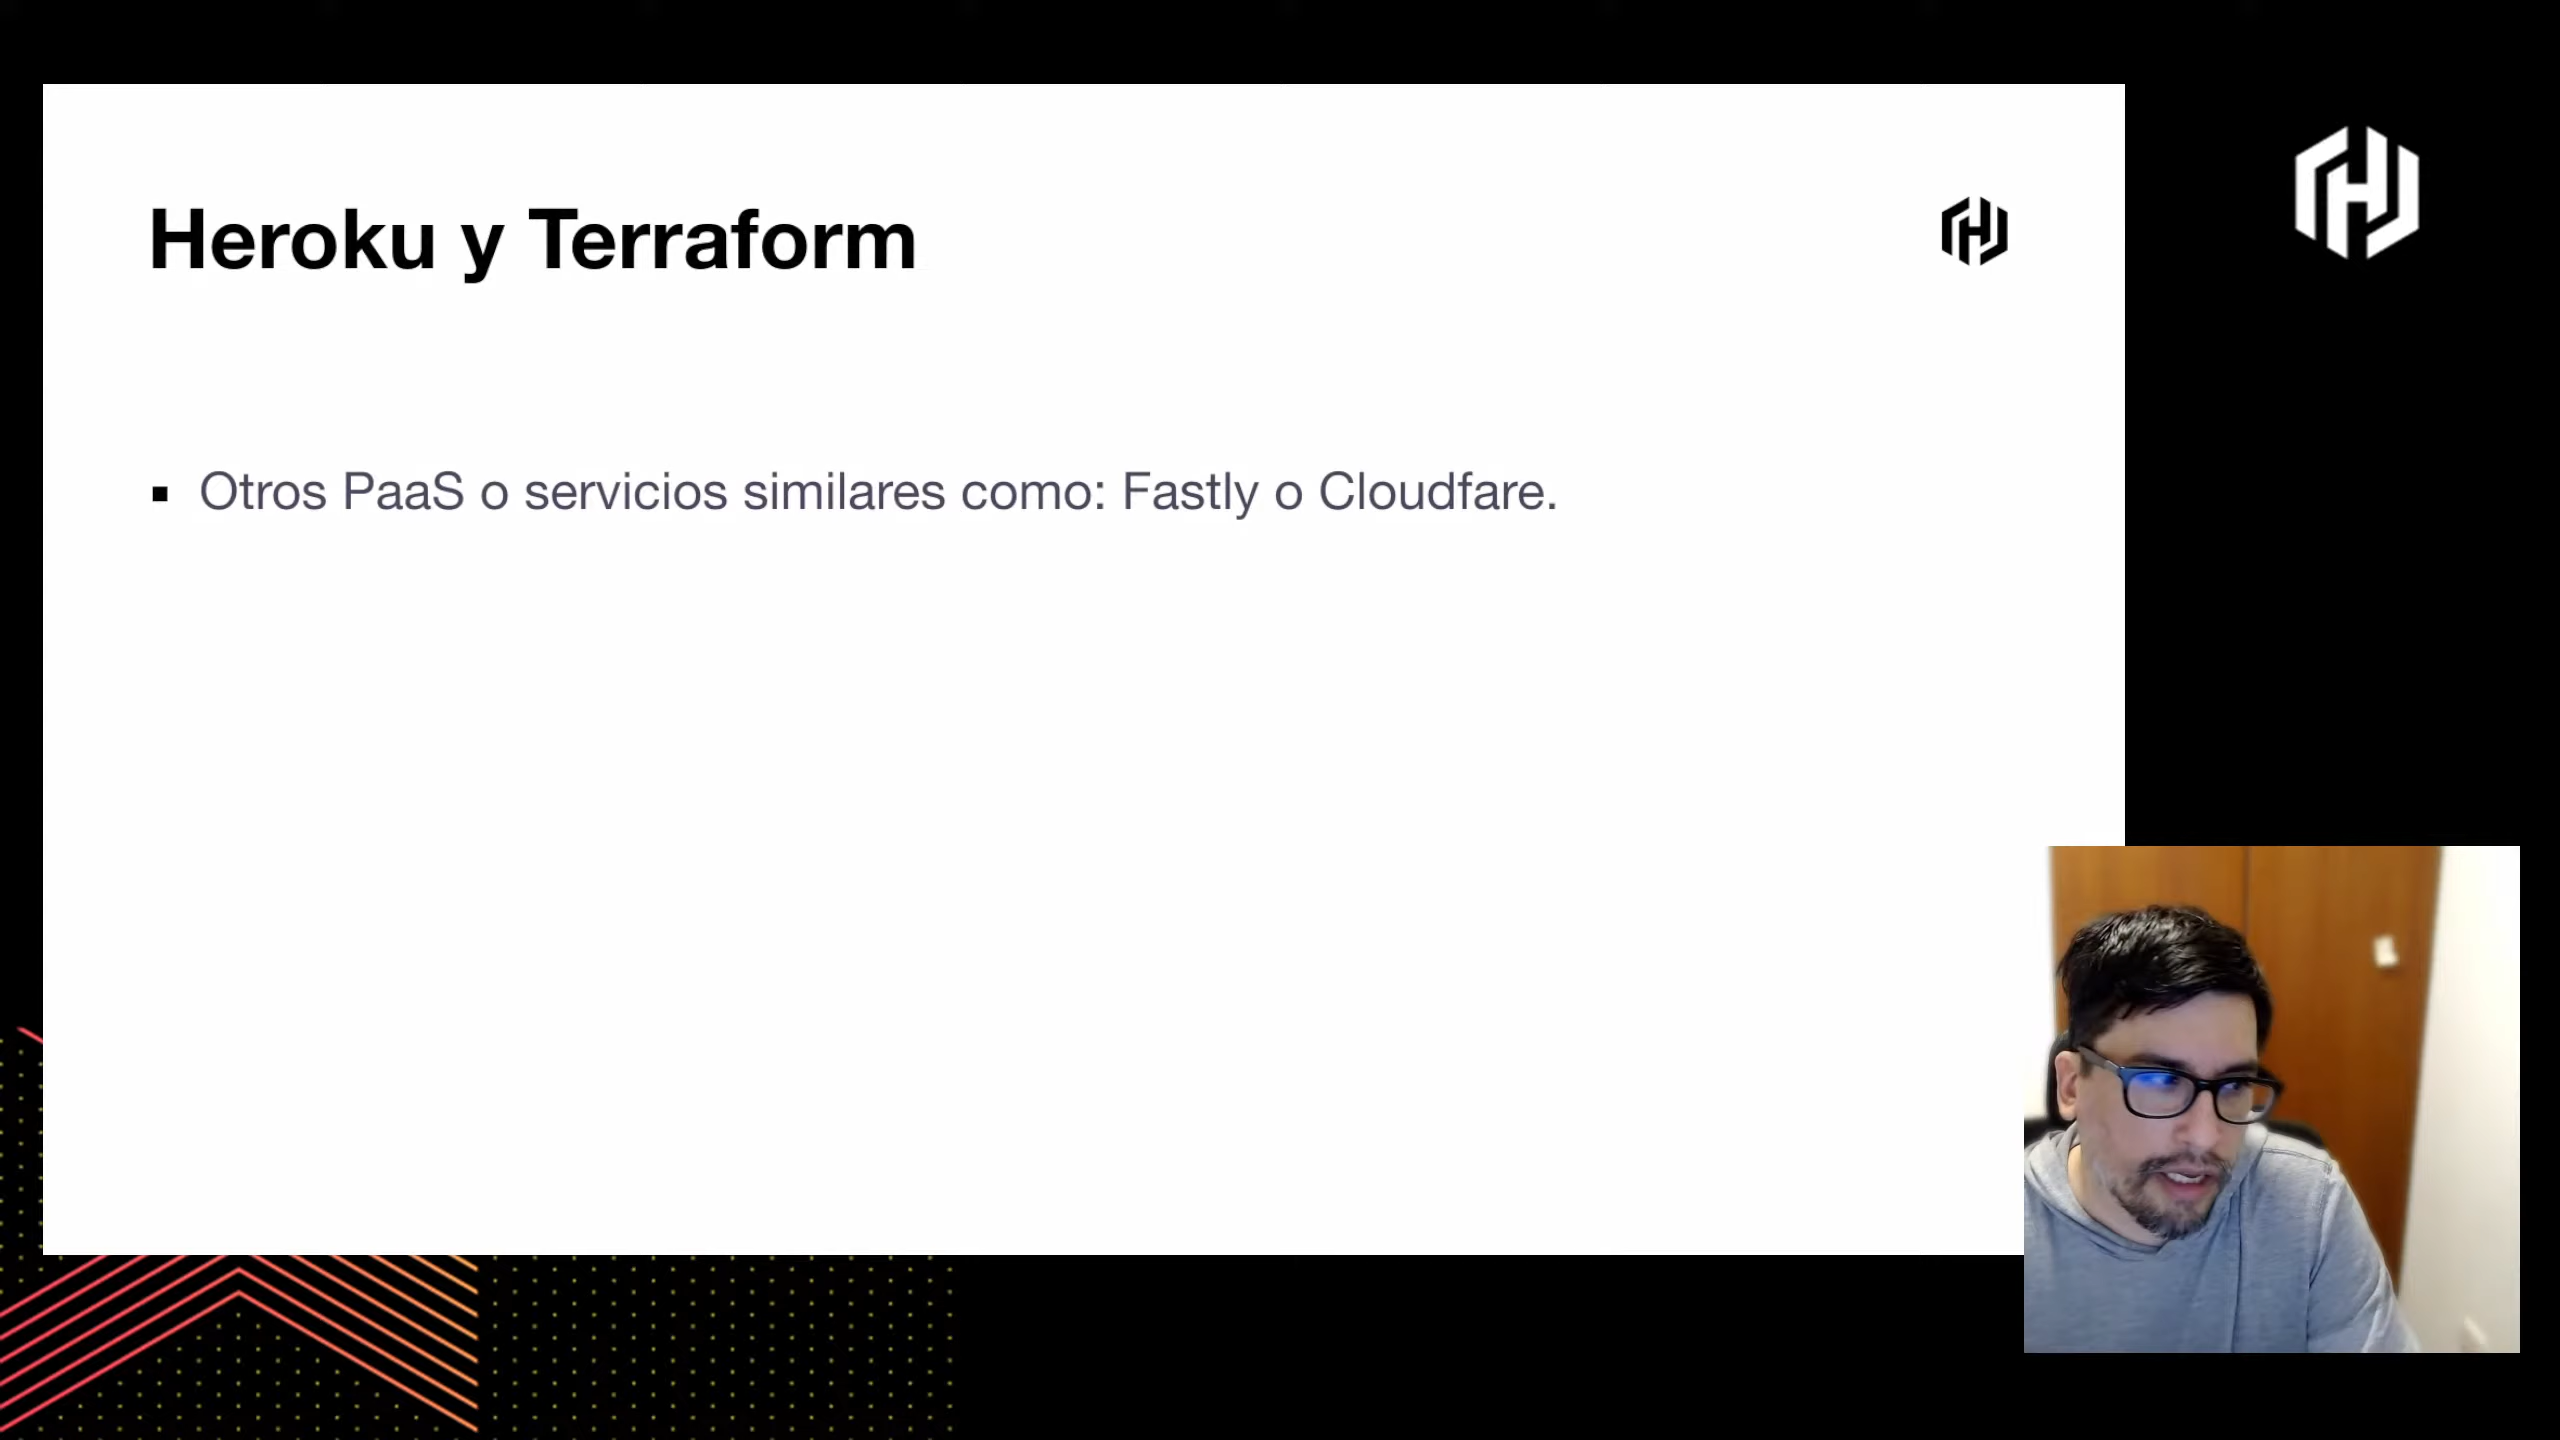 Heroku y Terraform
Otros PaaS o servicios similares como: Fastly o Cloudfare.